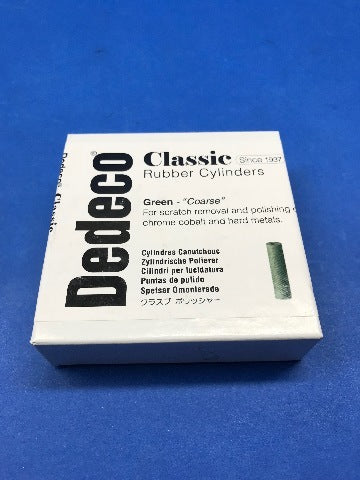 Dedeco®
Classic Since 1937
Rubber Cylinders
Green - "Coarse"
For scratch removal and polishing
chrome cobalt and hard metals.
Cylindres Caoutchouc
Zylindrische Polierer
Cilindri per lucidatura
Puntas de pulido
Spetsar Omonterade
クラスプ ポリッシャー
Dedeco® Classic